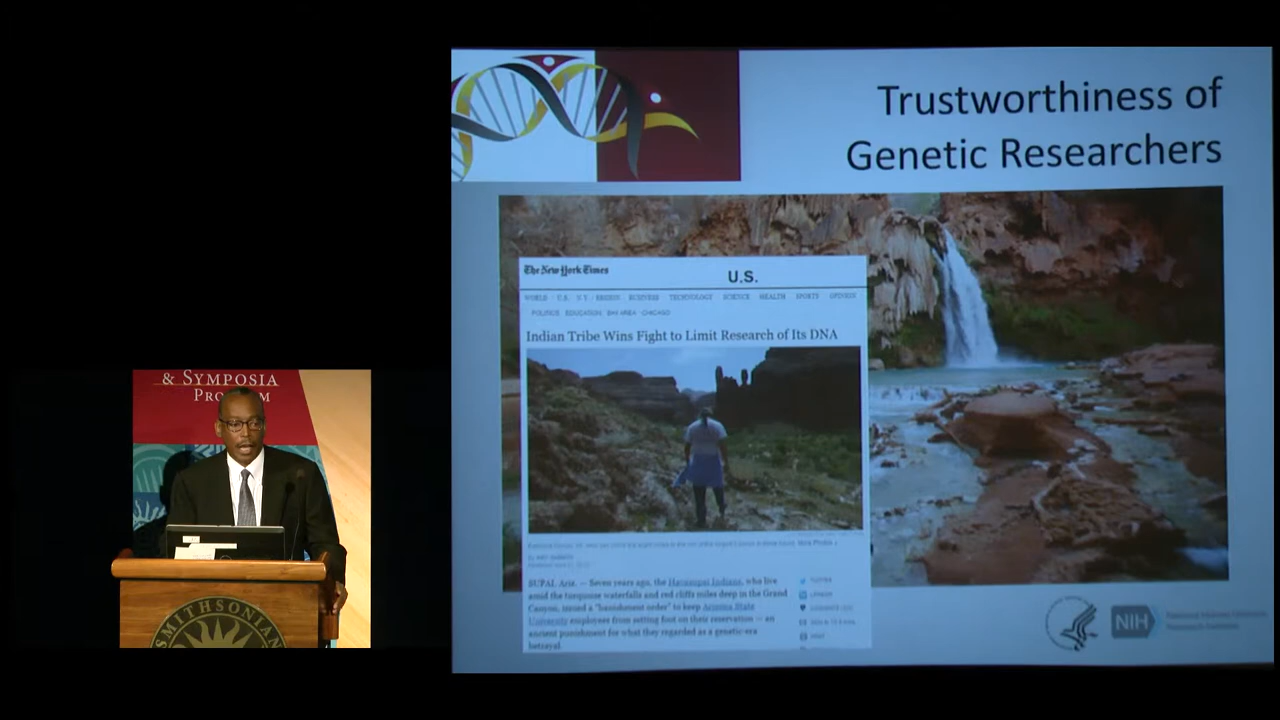 & SYMPOSIA
PROGRAM
SMITHSONIAN
Trustworthiness of
Genetic Researchers
The New York Times
U.S.
WORLD U.S. N.Y. / REGION BUSINESS TECHNOLOGY SCIENCE HEALTH SPORTS OPINION
POLITICS EDUCATION BAY AREA CHICAGO
Indian Tribe Wins Fight to Limit Research of Its DNA
SUPAI, Ariz. — Seven years ago, the Havasupai Indians, who live
amid the turquoise waterfalls and red cliffs miles deep in the Grand
Canyon, issued a "banishment order" to keep Arizona State
University employees from setting foot on their reservation — an
ancient punishment for what they regarded as a genetic-era
betrayal.
TWITTER
LINKEDIN
PRINT
NIH